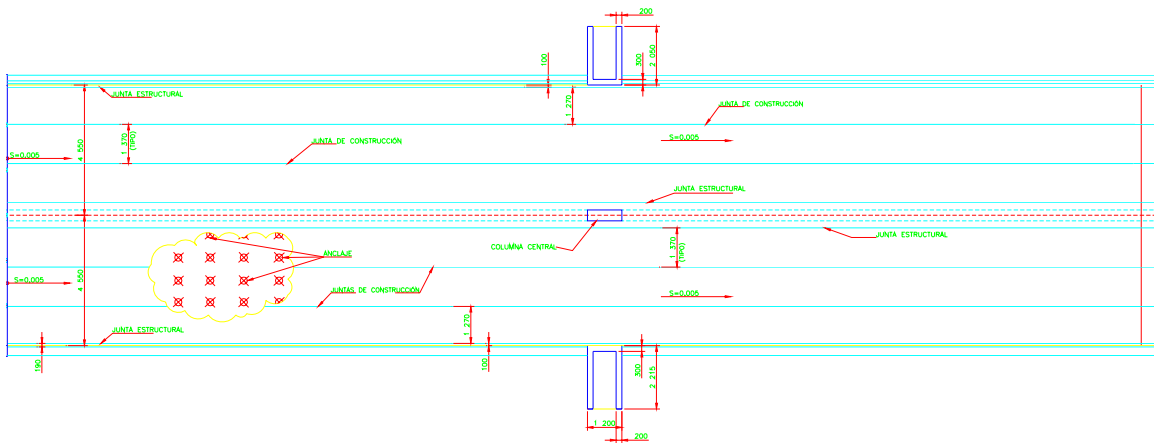 200
100
300
2 050
JUNTA ESTRUCTURAL
1 270
JUNTA DE CONSTRUCCIÓN
1 370
(TIPO)
4 550
S=0.005
JUNTA DE CONSTRUCCIÓN
S=0.005
JUNTA ESTRUCTURAL
JUNTA ESTRUCTURAL
COLUMNA CENTRAL
ANCLAJE
1 370
(TIPO)
S=0.005
4 550
JUNTAS DE CONSTRUCCIÓN
S=0.005
1 270
JUNTA ESTRUCTURAL
190
100
300
2 215
1 200
200